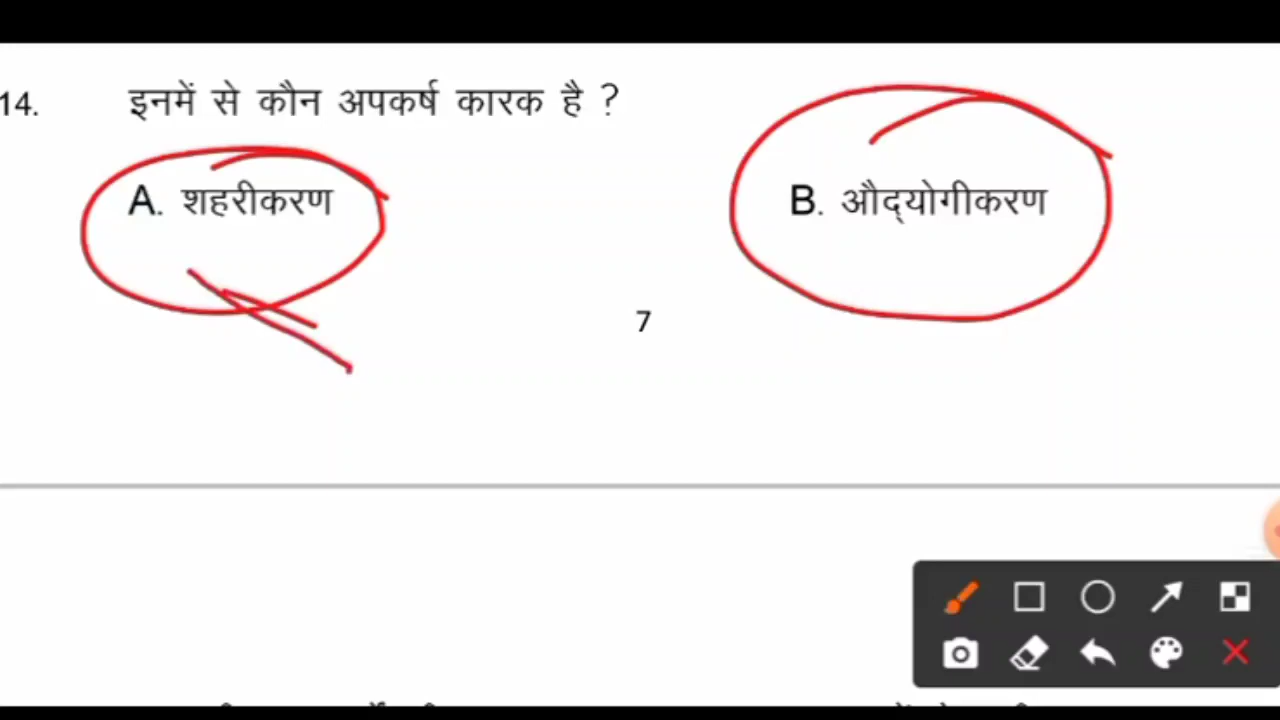 14. इनमें से कौन अपकर्ष कारक है ?
A. शहरीकरण B. औद्योगीकरण
7